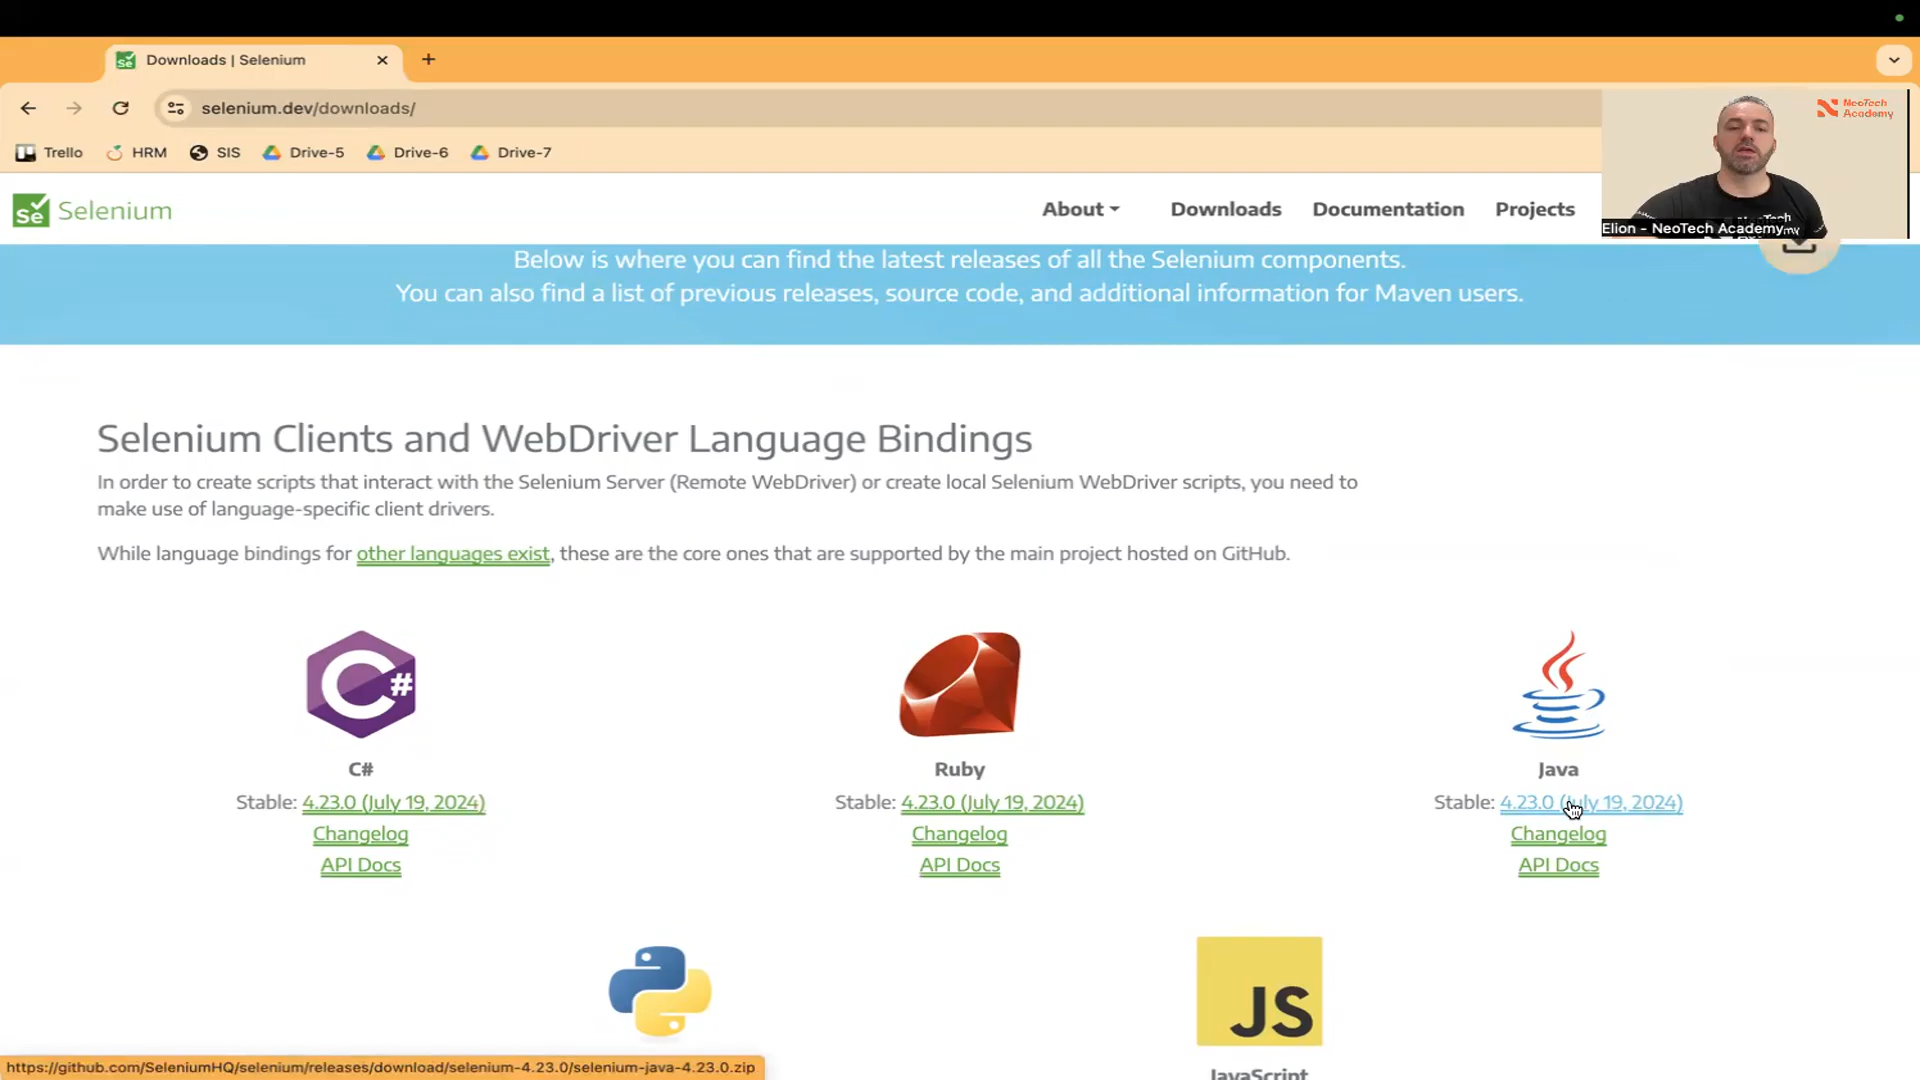 Downloads | Selenium
selenium.dev/downloads/
Trello
HRM
SIS
Drive-5
Drive-6
Drive-7
NeoTech
Academy
Elion - NeoTech Academy
Se Selenium
About
Downloads
Documentation
Projects
Below is where you can find the latest releases of all the Selenium components.
You can also find a list of previous releases, source code, and additional information for Maven users.
Selenium Clients and WebDriver Language Bindings
In order to create scripts that interact with the Selenium Server (Remote WebDriver) or create local Selenium WebDriver scripts, you need to
make use of language-specific client drivers.
While language bindings for other languages exist, these are the core ones that are supported by the main project hosted on GitHub.
C#
C#
Stable: 4.23.0 (July 19, 2024)
Changelog
API Docs
Ruby
Stable: 4.23.0 (July 19, 2024)
Changelog
API Docs
Java
Stable: 4.23.0 (July 19, 2024)
Changelog
API Docs
JS
JavaScript
https://github.com/SeleniumHQ/selenium/releases/download/selenium-4.23.0/selenium-java-4.23.0.zip